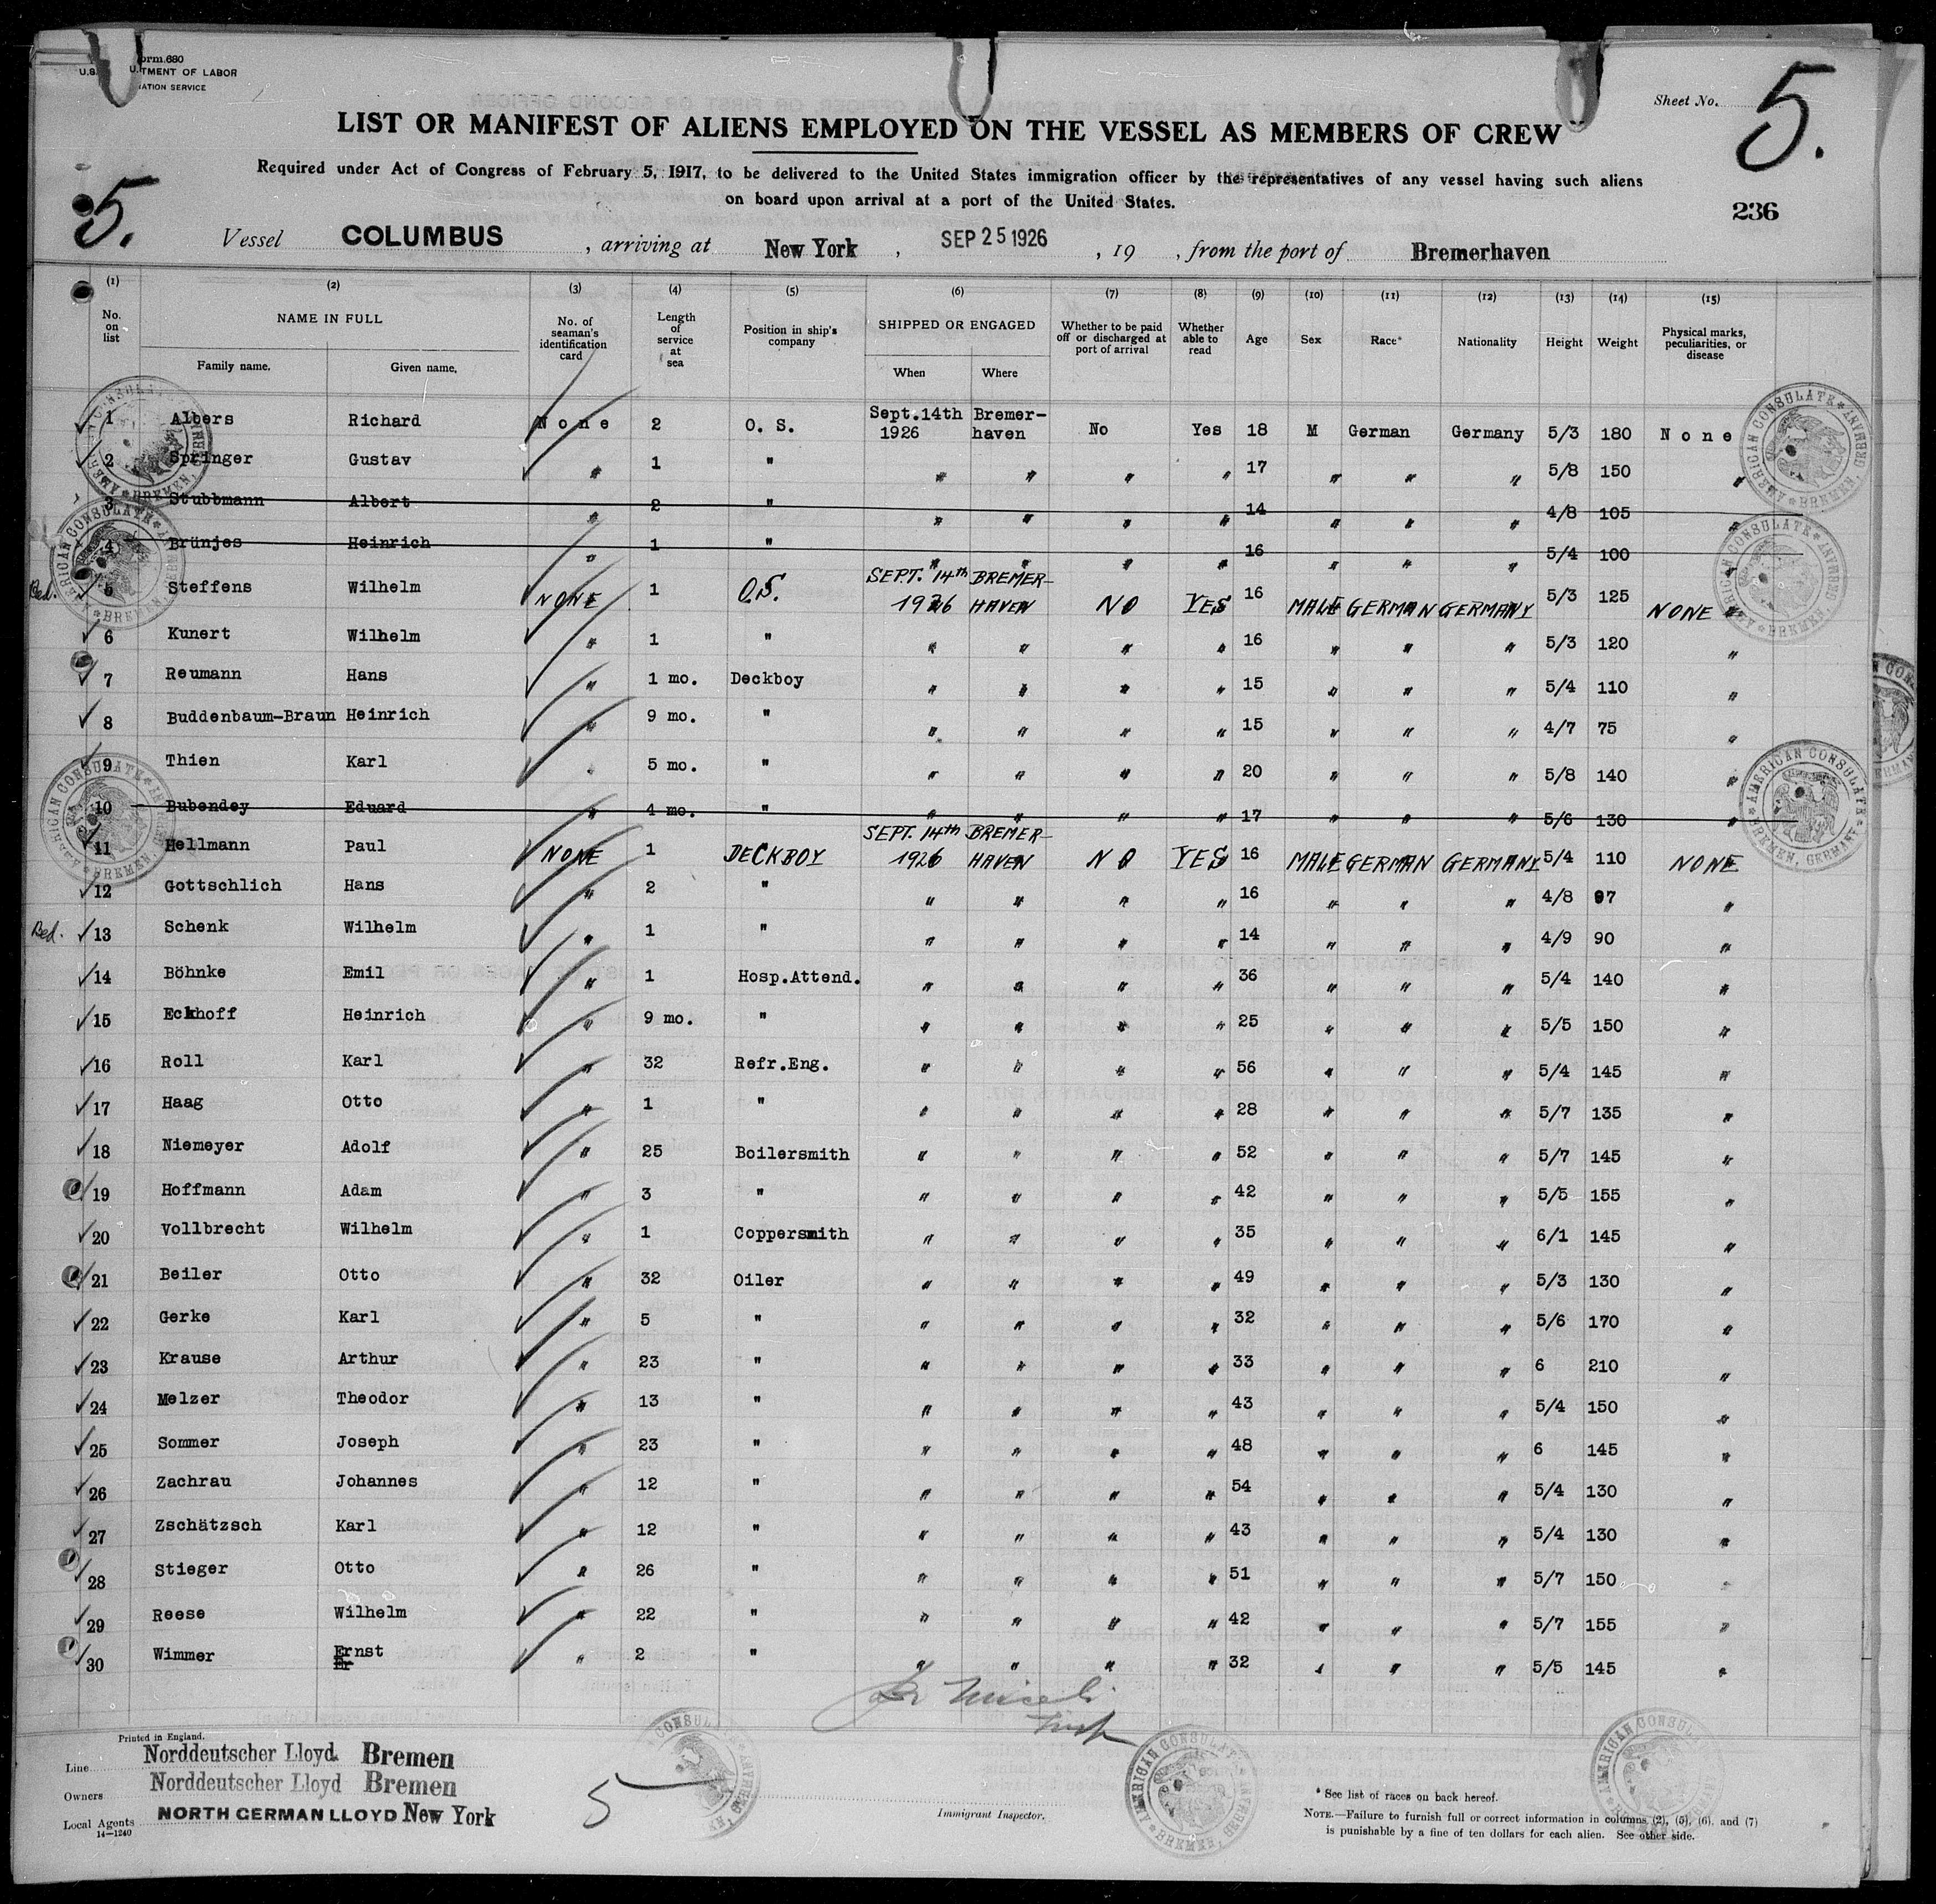 Form.680
U.S. DEPARTMENT OF LABOR
IMMIGRATION SERVICE
Sheet No. 5.
LIST OR MANIFEST OF ALIENS EMPLOYED ON THE VESSEL AS MEMBERS OF CREW
Required under Act of Congress of February 5, 1917, to be delivered to the United States immigration officer by the representatives of any vessel having such aliens
on board upon arrival at a port of the United States.
236
5.
Vessel COLUMBUS , arriving at New York , SEP 25 1926 , 19 , from the port of Bremerhaven
(1) (2) (3) (4) (5) (6) (7) (8) (9) (10) (11) (12) (13) (14) (15)
No. on list NAME IN FULL Family name. Given name. No. of seaman's identification card Length of service at sea Position in ship's company SHIPPED OR ENGAGED When Where Whether to be paid off or discharged at port of arrival Whether able to read Age Sex Race* Nationality Height Weight Physical marks, peculiarities, or disease
1 Albers Richard None 2 O. S. Sept.14th 1926 Bremer-haven No Yes 18 M German Germany 5/3 180 None
2 Springer Gustav " 1 " " " " " 17 " " " 5/8 150 "
3 Stubbmann Albert " 2 " " " " " 14 " " " 4/8 105 "
4 Brünjes Heinrich " 1 " " " " " 16 " " " 5/4 100 "
Bed. 5 Steffens Wilhelm NONE 1 O.S. SEPT. 14th 1926 BREMER-HAVEN NO YES 16 MALE GERMAN GERMANY 5/3 125 NONE "
6 Kunert Wilhelm " 1 " " " " " 16 " " " 5/3 120 "
7 Reumann Hans " 1 mo. Deckboy " " " " 15 " " " 5/4 110 "
8 Buddenbaum-Braun Heinrich " 9 mo. " " " " " 15 " " " 4/7 75 "
9 Thien Karl " 5 mo. " " " " " 20 " " " 5/8 140 "
10 Bubendey Eduard " 4 mo. " " " " " 17 " " " 5/6 130 "
11 Hellmann Paul NONE 1 DECKBOY SEPT. 14th 1926 BREMER-HAVEN NO YES 16 MALE GERMAN GERMANY 5/4 110 NONE
12 Gottschlich Hans " 2 " " " " " 16 " " " 4/8 97 "
Bed. 13 Schenk Wilhelm " 1 " " " " " 14 " " " 4/9 90 "
14 Böhnke Emil " 1 Hosp.Attend. " " " " 36 " " " 5/4 140 "
15 Eckhoff Heinrich " 9 mo. " " " " " 25 " " " 5/5 150 "
16 Roll Karl " 32 Refr.Eng. " " " " 56 " " " 5/4 145 "
17 Haag Otto " 1 " " " " " 28 " " " 5/7 135 "
18 Niemeyer Adolf " 25 Boilersmith " " " " 52 " " " 5/7 145 "
19 Hoffmann Adam " 3 " " " " " 42 " " " 5/5 155 "
20 Vollbrecht Wilhelm " 1 Coppersmith " " " " 35 " " " 6/1 145 "
21 Beiler Otto " 32 Oiler " " " " 49 " " " 5/3 130 "
22 Gerke Karl " 5 " " " " " 32 " " " 5/6 170 "
23 Krause Arthur " 23 " " " " " 33 " " " 6 210 "
24 Melzer Theodor " 13 " " " " " 43 " " " 5/4 150 "
25 Sommer Joseph " 23 " " " " " 48 " " " 6 145 "
26 Zachrau Johannes " 12 " " " " " 54 " " " 5/4 130 "
27 Zschätzsch Karl " 12 " " " " " 43 " " " 5/4 130 "
28 Stieger Otto " 26 " " " " " 51 " " " 5/7 150 "
29 Reese Wilhelm " 22 " " " " " 42 " " " 5/7 155 "
30 Wimmer Ernst " 2 " " " " " 32 " " " 5/5 145 "
Printed in England.
Line Norddeutscher Lloyd. Bremen
Owners Norddeutscher Lloyd Bremen
Local Agents NORTH GERMAN LLOYD New York
14—1240
5
Immigrant Inspector.
* See list of races on back hereof.
NOTE.—Failure to furnish full or correct information in columns (2), (5), (6), and (7)
is punishable by a fine of ten dollars for each alien. See other side.
AMERICAN CONSULATE
BREMEN, GERMANY